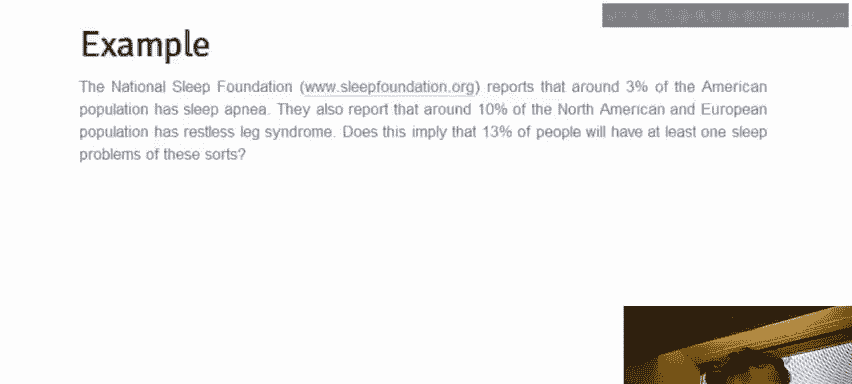 Example
The National Sleep Foundation (www.sleepfoundation.org) reports that around 3% of the American
population has sleep apnea. They also report that around 10% of the North American and European
population has restless leg syndrome. Does this imply that 13% of people will have at least one sleep
problems of these sorts?